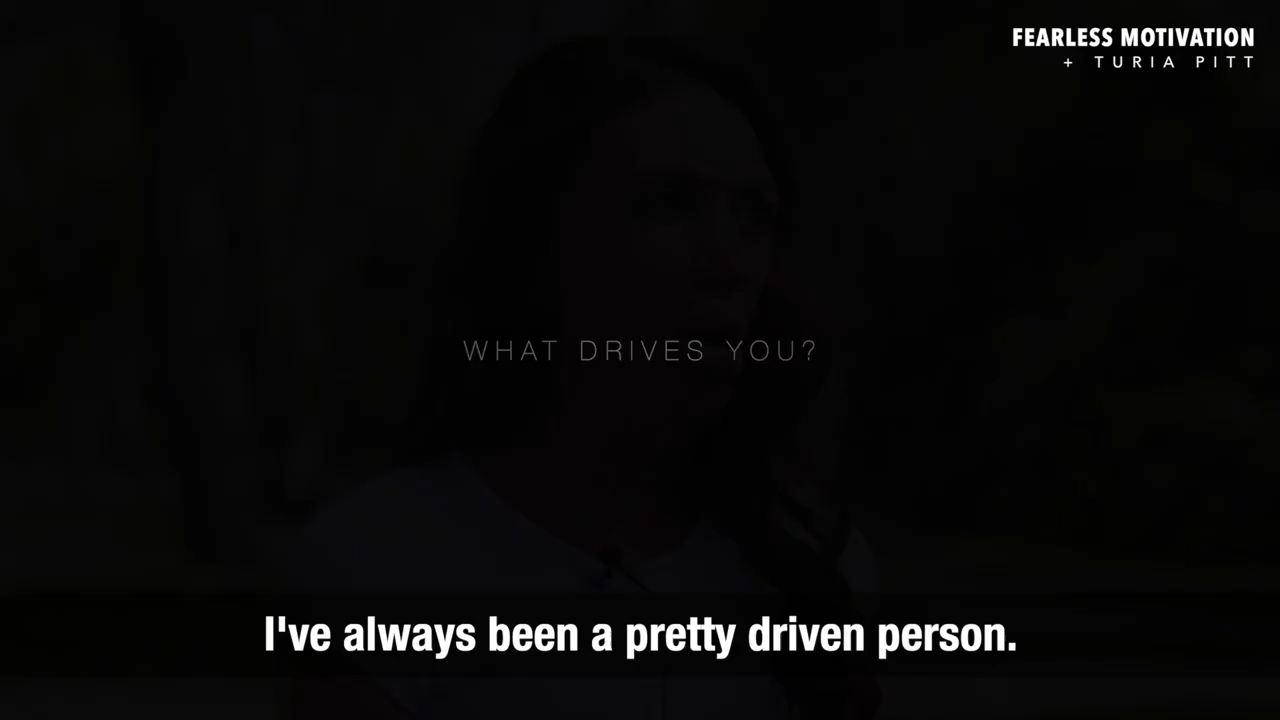 FEARLESS MOTIVATION
+ TURIA PITT
WHAT DRIVES YOU?
I've always been a pretty driven person.